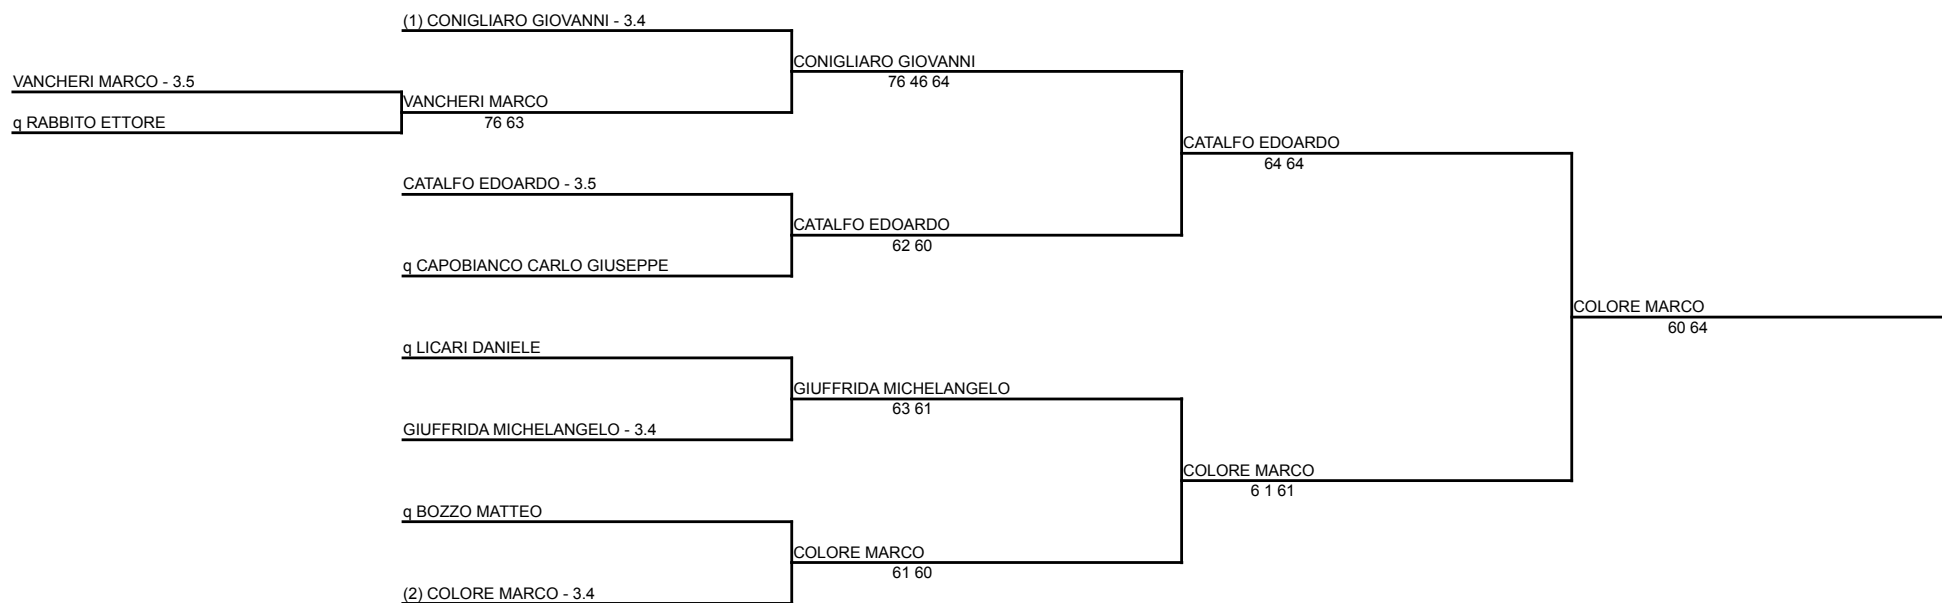 (1) CONIGLIARO GIOVANNI - 3.4
CONIGLIARO GIOVANNI
76 46 64
VANCHERI MARCO - 3.5
VANCHERI MARCO
76 63
q RABBITO ETTORE
CATALFO EDOARDO
64 64
CATALFO EDOARDO - 3.5
CATALFO EDOARDO
62 60
q CAPOBIANCO CARLO GIUSEPPE
COLORE MARCO
60 64
q LICARI DANIELE
GIUFFRIDA MICHELANGELO
63 61
GIUFFRIDA MICHELANGELO - 3.4
COLORE MARCO
6 1 61
q BOZZO MATTEO
COLORE MARCO
61 60
(2) COLORE MARCO - 3.4